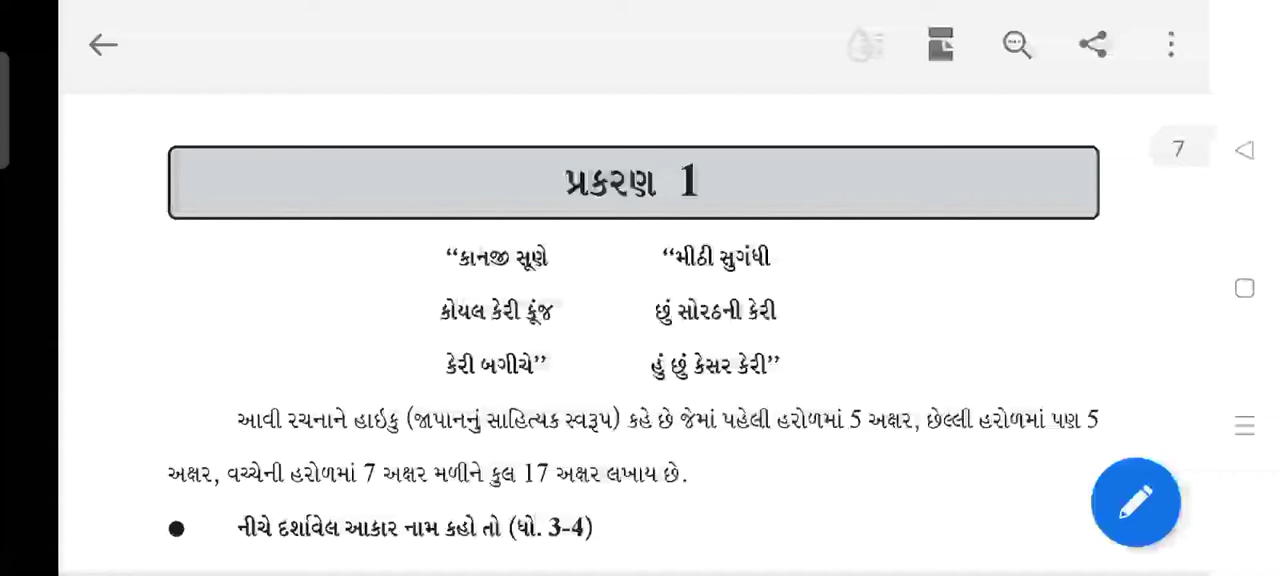 7
પ્રકરણ 1
“કાનજી સૂણે “મીઠી સુગંધી
કોયલ કેરી કૂંજ છું સોરઠની કેરી
કેરી બગીચે” હું છું કેસર કેરી”
આવી રચનાને હાઇકુ (જાપાનનું સાહિત્યક સ્વરૂપ) કહે છે જેમાં પહેલી હરોળમાં 5 અક્ષર, છેલ્લી હરોળમાં પણ 5
અક્ષર, વચ્ચેની હરોળમાં 7 અક્ષર મળીને કુલ 17 અક્ષર લખાય છે.
● નીચે દર્શાવેલ આકાર નામ કહો તો (ધો. 3-4)